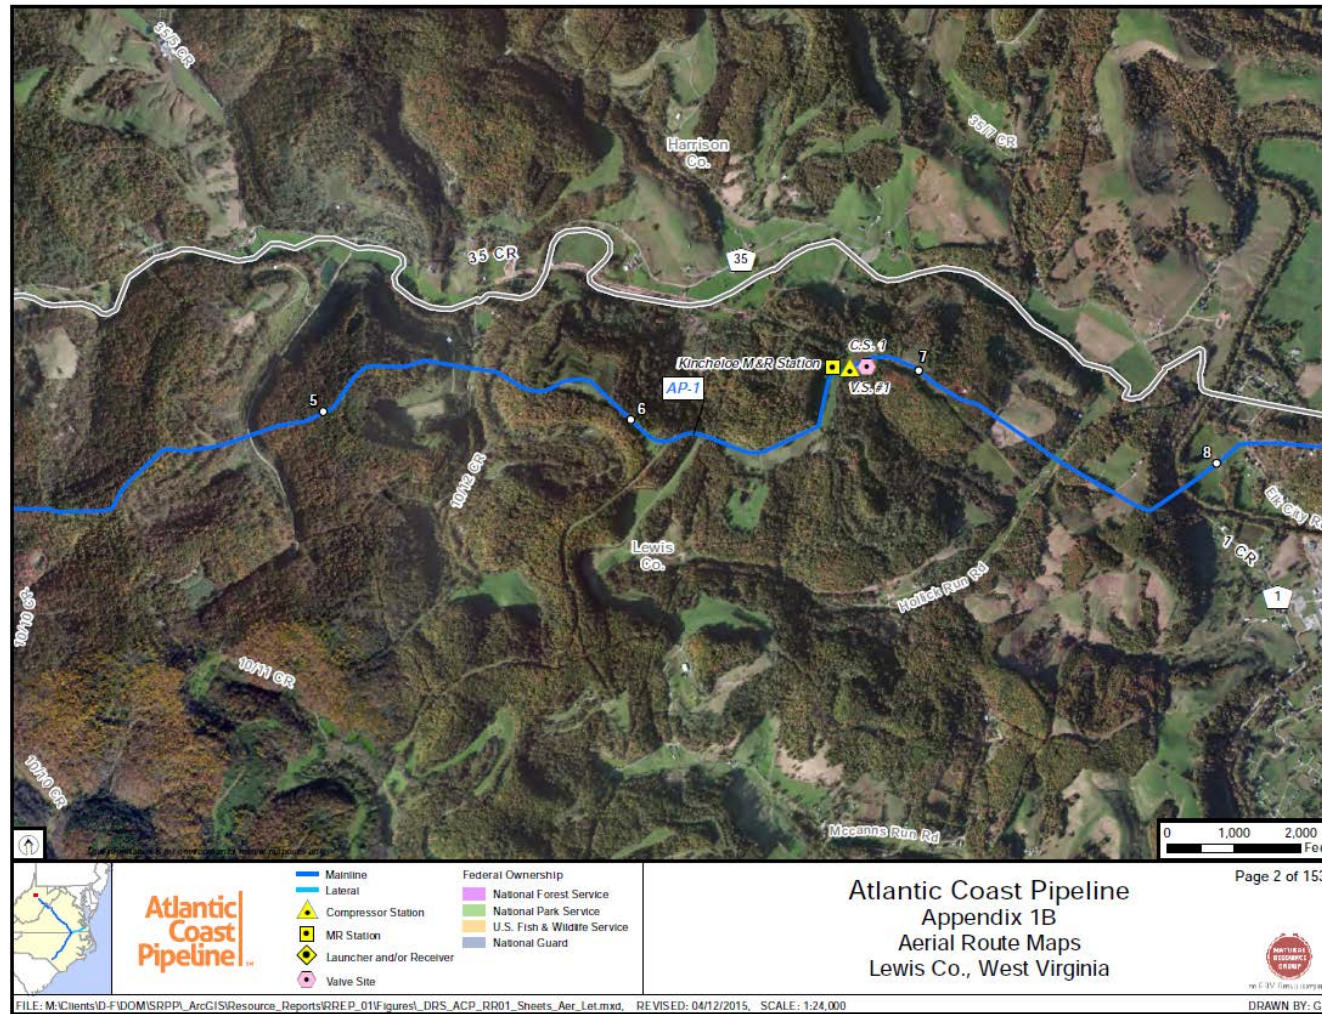 35/5 CR
Harrison
Co.
35/7 CR
35 CR
35
C.S. 1
Kincheloe M&R Station
7
V.S. #1
AP-1
5
6
8
10/12 CR
Elk City Rd
1 CR
Lewis
Co.
Hollick Run Rd
1
10/10 CR
10/11 CR
10/10 CR
Mccanns Run Rd
0 1,000 2,000
Fee
Atlantic
Coast
Pipeline
Mainline
Lateral
Compressor Station
MR Station
Launcher and/or Receiver
Valve Site
Federal Ownership
National Forest Service
National Park Service
U.S. Fish & Wildlife Service
National Guard
Atlantic Coast Pipeline
Appendix 1B
Aerial Route Maps
Lewis Co., West Virginia
Page 2 of 153
NATURAL
RESOURCE
GROUP
FILE: M:\Clients\D-F\DOM\SRPP\_ArcGIS\Resource_Reports\RREP_01\Figures\_DRS_ACP_RR01_Sheets_Aer_Let.mxd, REVISED: 04/12/2015, SCALE: 1:24,000
DRAWN BY: G